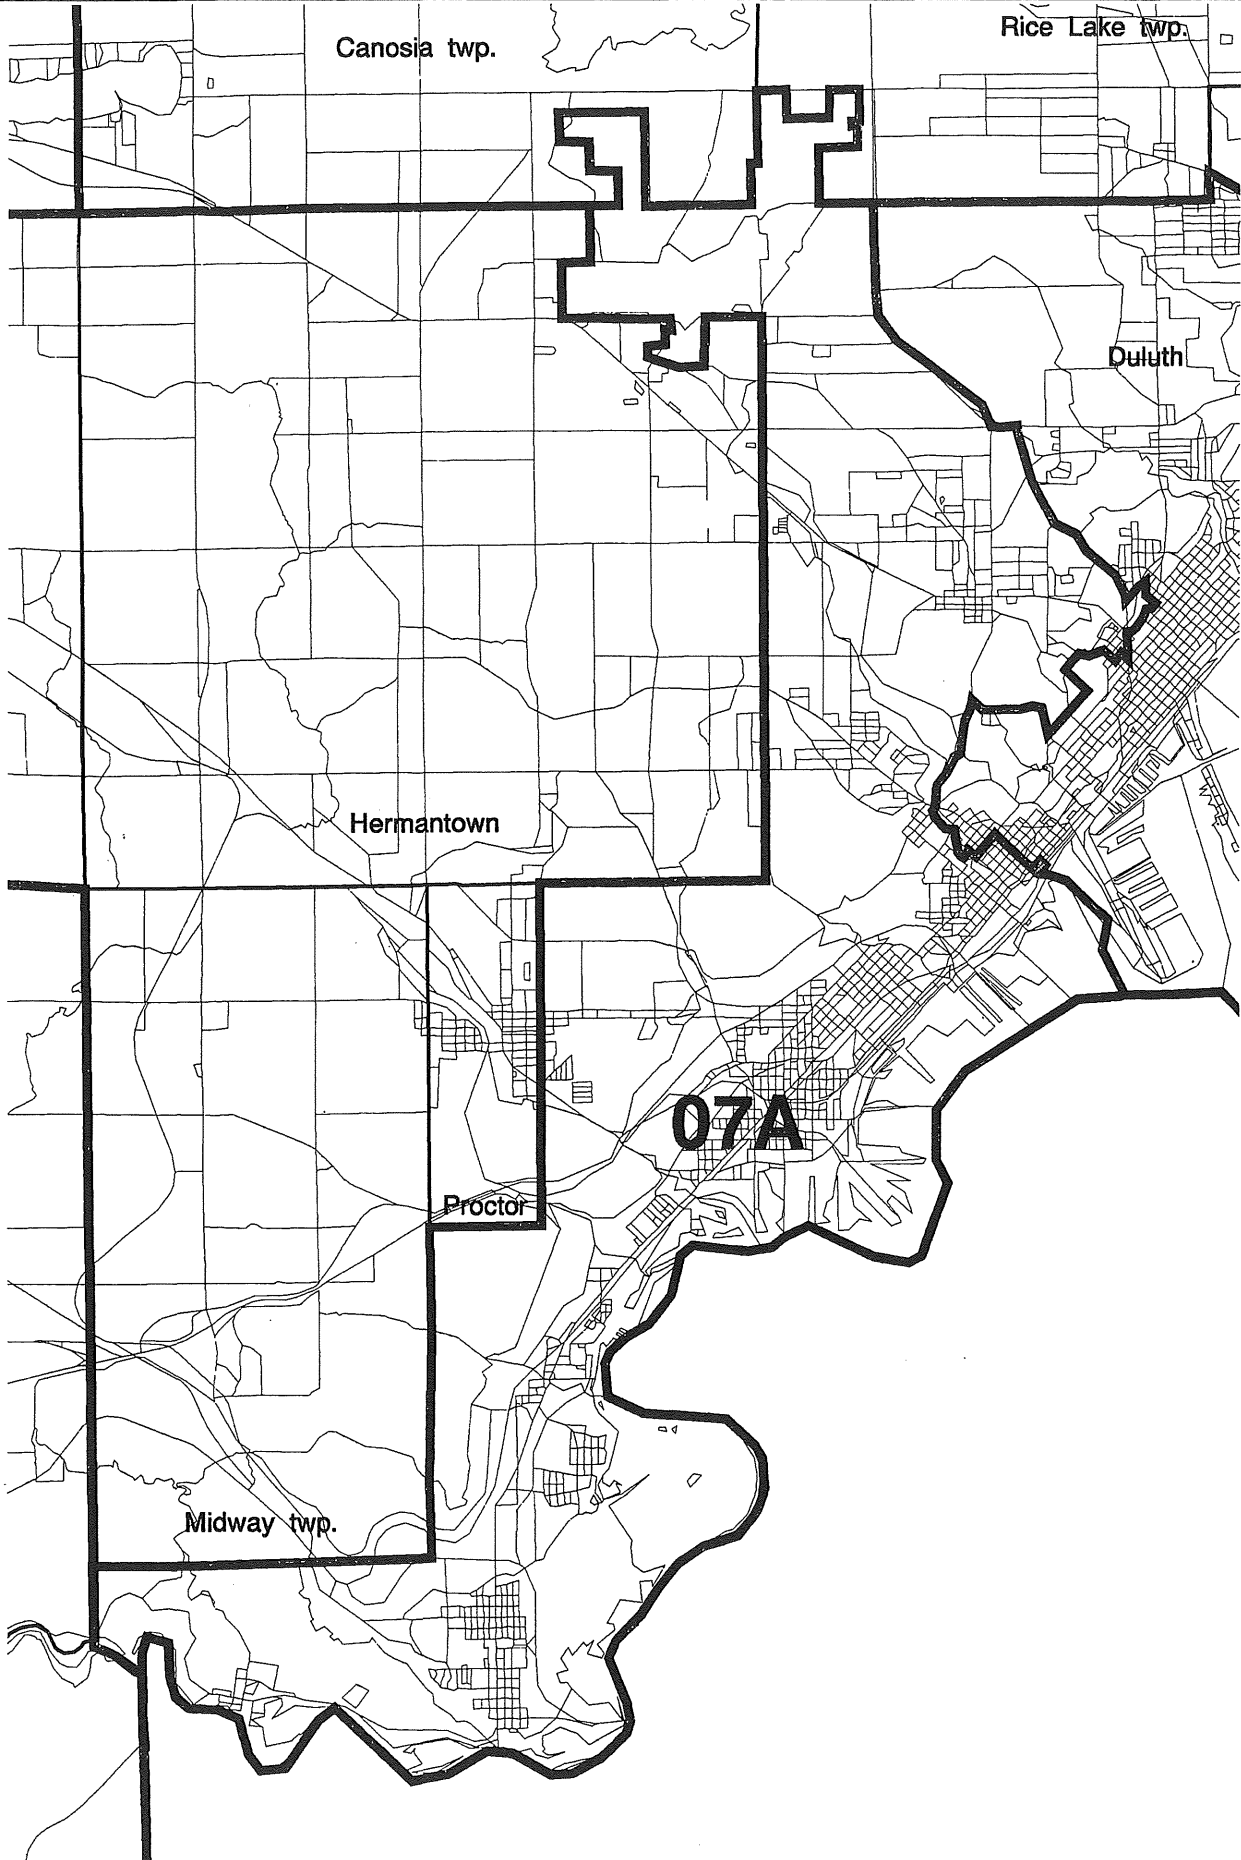 Rice Lake twp.
Canosia twp.
Duluth
Hermantown
07A
Proctor
Midway twp.